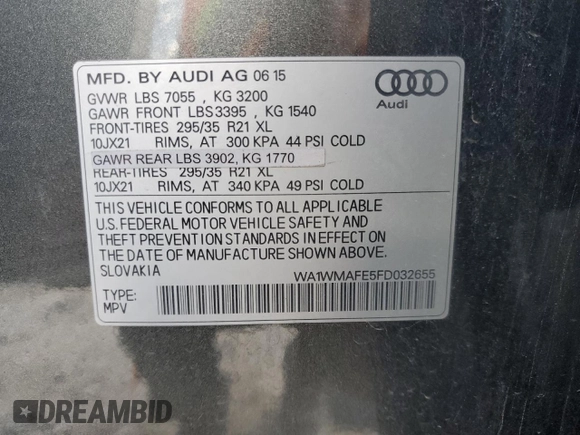 MFD. BY AUDI AG 06 15
GVWR LBS 7055 , KG 3200
GAWR FRONT LBS 3395 , KG 1540
FRONT-TIRES 295/35 R21 XL
10JX21 RIMS, AT 300 KPA 44 PSI COLD
GAWR REAR LBS 3902, KG 1770
REAR-TIRES 295/35 R21 XL
10JX21 RIMS, AT 340 KPA 49 PSI COLD
THIS VEHICLE CONFORMS TO ALL APPLICABLE
U.S. FEDERAL MOTOR VEHICLE SAFETY AND
THEFT PREVENTION STANDARDS IN EFFECT ON
THE DATE OF MANUFACTURE SHOWN ABOVE.
SLOVAKIA WA1WMAFE5FD032655
TYPE:
MPV
Audi
DREAMBID